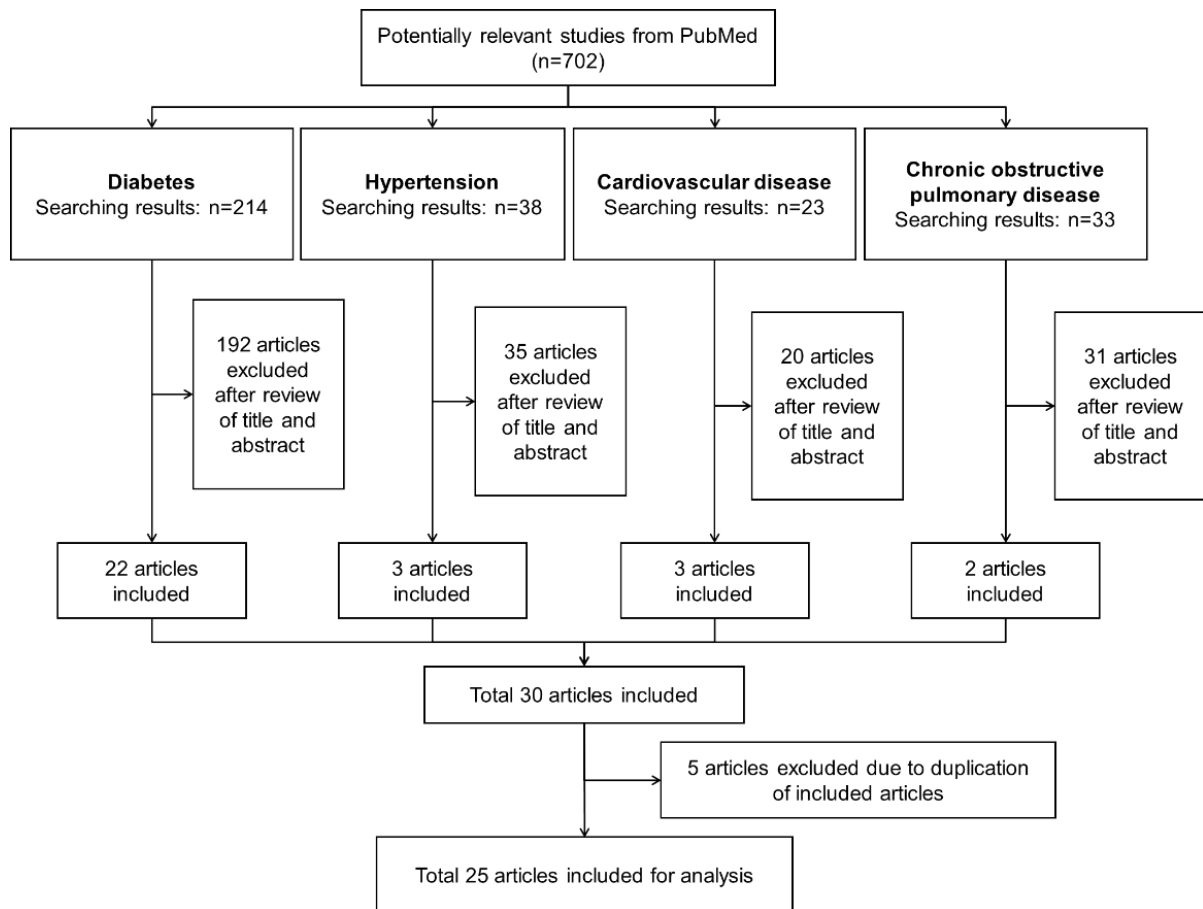 Potentially relevant studies from PubMed
(n=702)
Diabetes
Searching results: n=214
Hypertension
Searching results: n=38
Cardiovascular disease
Searching results: n=23
Chronic obstructive
pulmonary disease
Searching results: n=33
192 articles
excluded
after review
of title and
abstract
35 articles
excluded
after review
of title and
abstract
20 articles
excluded
after review
of title and
abstract
31 articles
excluded
after review
of title and
abstract
22 articles
included
3 articles
included
3 articles
included
2 articles
included
Total 30 articles included
5 articles excluded due to duplication
of included articles
Total 25 articles included for analysis